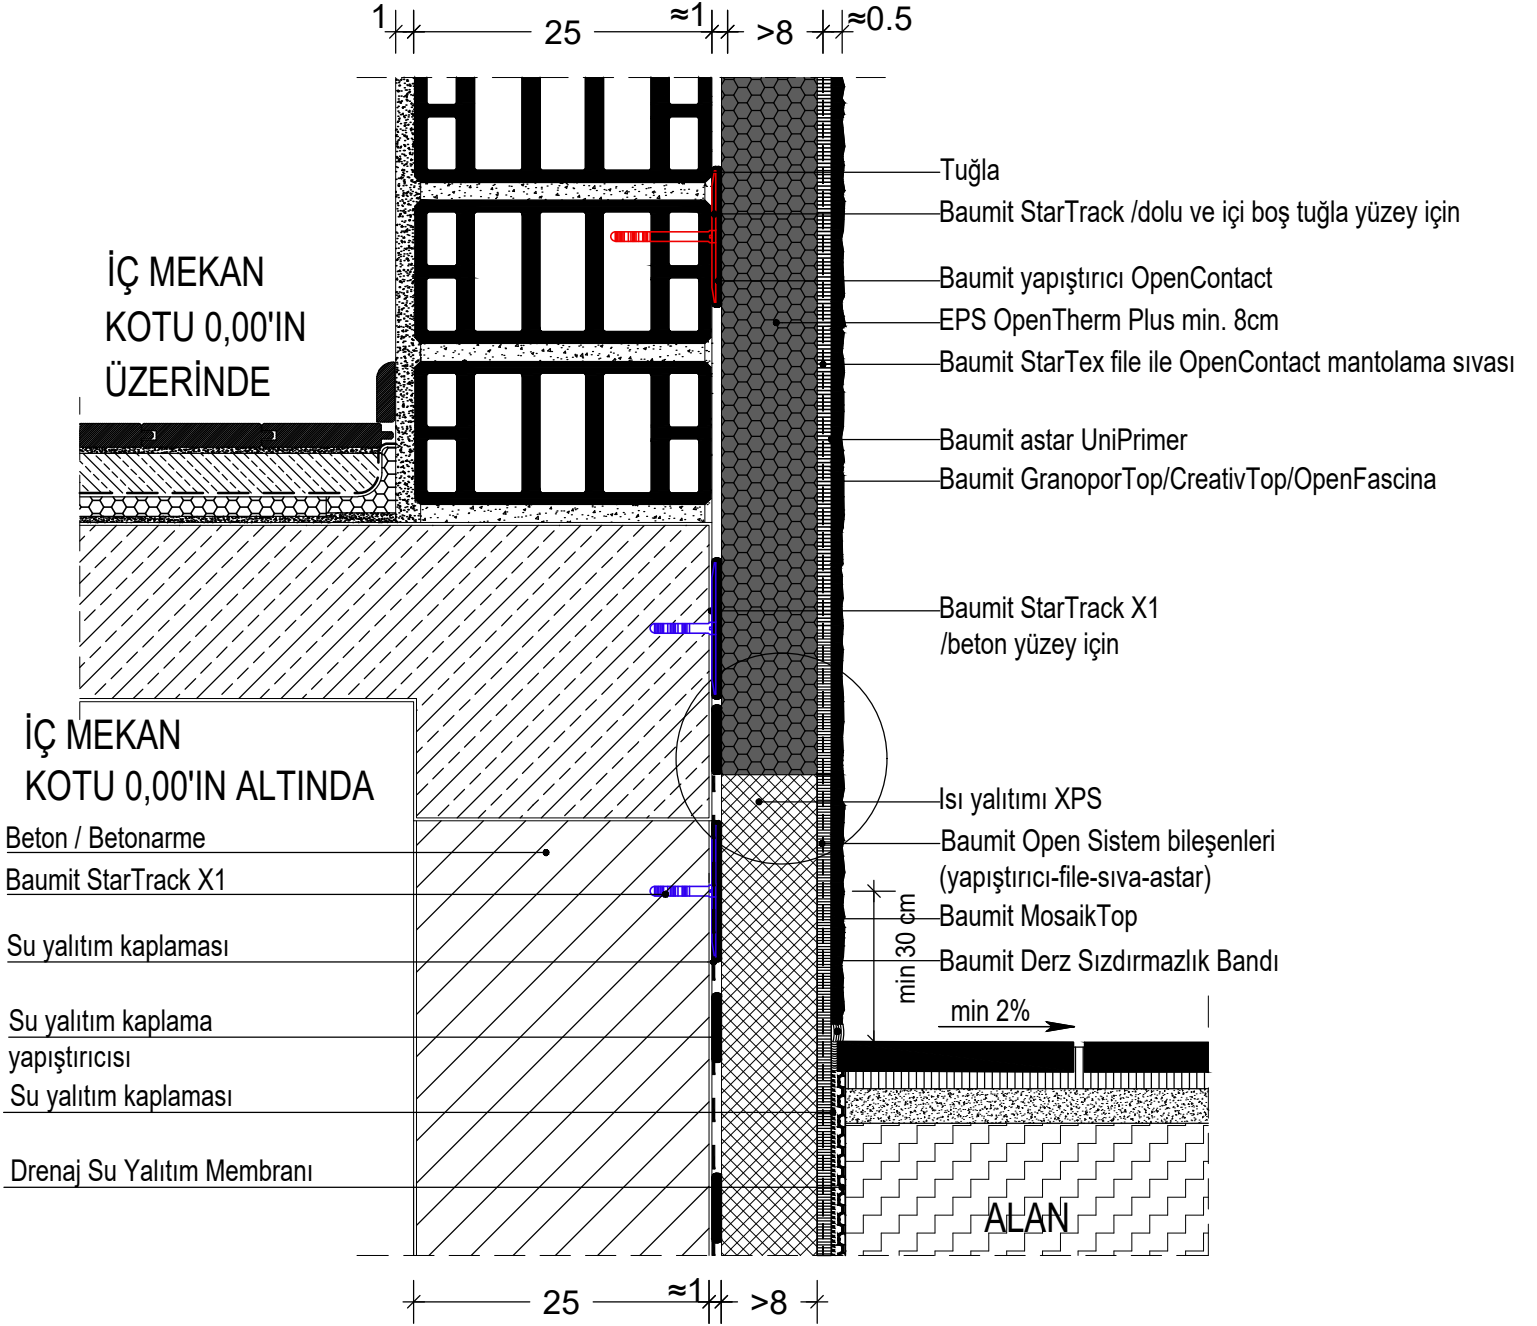 1
25
≈1
>8
≈0.5
İÇ MEKAN
KOTU 0,00'IN
ÜZERİNDE
Tuğla
Baumit StarTrack /dolu ve içi boş tuğla yüzey için
Baumit yapıştırıcı OpenContact
EPS OpenTherm Plus min. 8cm
Baumit StarTex file ile OpenContact mantolama sıvası
Baumit astar UniPrimer
Baumit GranoporTop/CreativTop/OpenFascina
Baumit StarTrack X1
/beton yüzey için
İÇ MEKAN
KOTU 0,00'IN ALTINDA
Beton / Betonarme
Baumit StarTrack X1
Su yalıtım kaplaması
Su yalıtım kaplama
yapıştırıcısı
Su yalıtım kaplaması
Drenaj Su Yalıtım Membranı
Isı yalıtımı XPS
Baumit Open Sistem bileşenleri
(yapıştırıcı-file-sıva-astar)
Baumit MosaikTop
Baumit Derz Sızdırmazlık Bandı
min 30 cm
min 2%
ALAN
25
≈1
>8